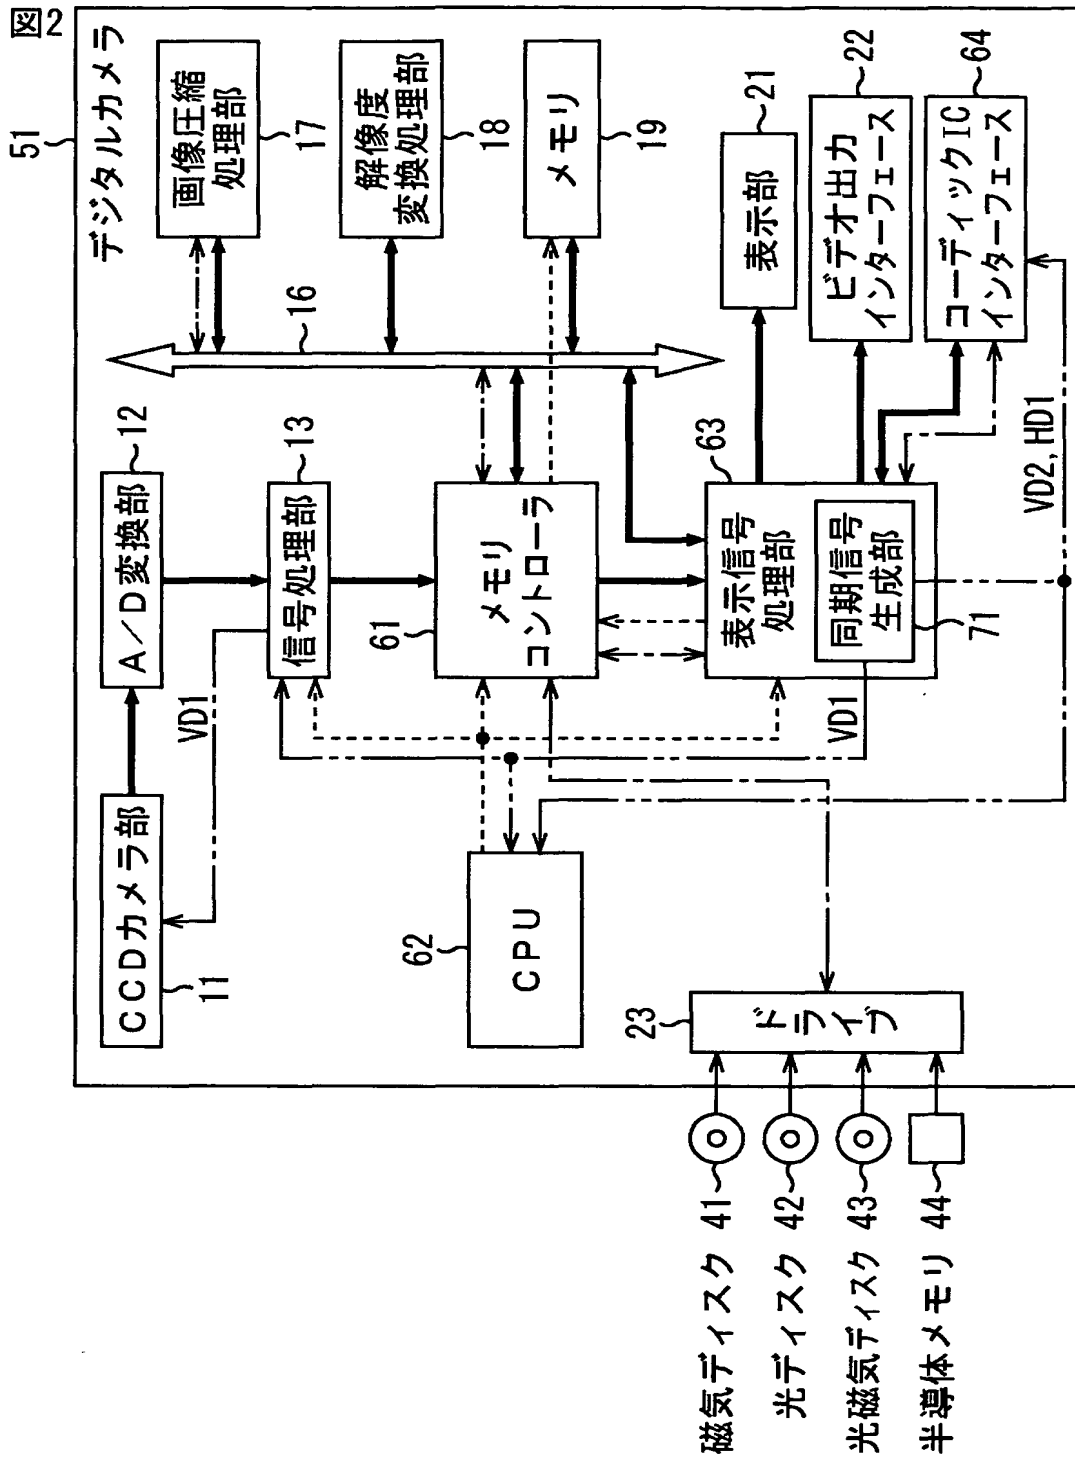 図2
51
デジタルカメラ
CCDカメラ部
11
A/D変換部
12
VD1
信号処理部
13
16
画像圧縮
処理部
17
解像度
変換処理部
18
メモリ
19
CPU
62
メモリ
コントローラ
61
表示信号
処理部
63
同期信号
生成部
71
VD1
表示部
21
ビデオ出力
インターフェース
22
コーディックIC
インターフェース
64
VD2, HD1
ドライブ
23
磁気ディスク 41
光ディスク 42
光磁気ディスク 43
半導体メモリ 44